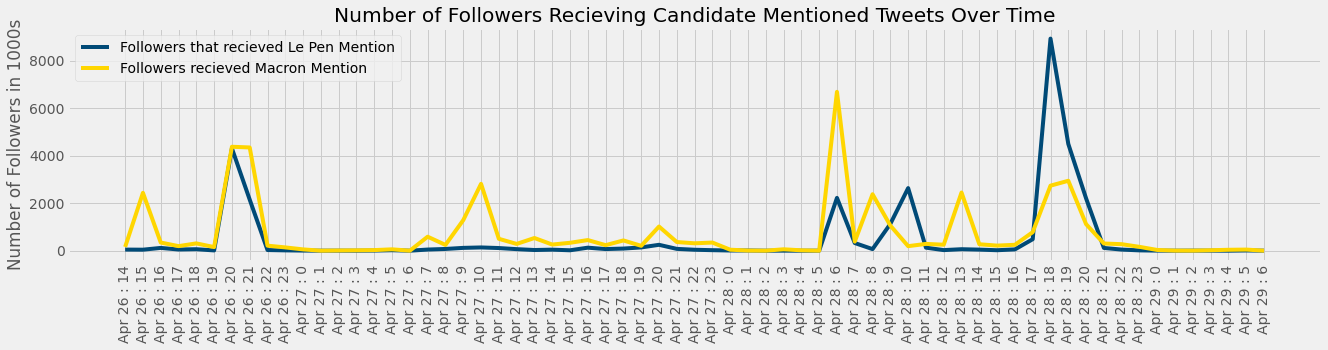 Number of Followers Recieving Candidate Mentioned Tweets Over Time
Number of Followers in 1000s
Followers that recieved Le Pen Mention
Followers recieved Macron Mention
8000
6000
4000
2000
0
Apr 26 : 14
Apr 26 : 15
Apr 26 : 16
Apr 26 : 17
Apr 26 : 18
Apr 26 : 19
Apr 26 : 20
Apr 26 : 21
Apr 26 : 22
Apr 26 : 23
Apr 27 : 0
Apr 27 : 1
Apr 27 : 2
Apr 27 : 3
Apr 27 : 4
Apr 27 : 5
Apr 27 : 6
Apr 27 : 7
Apr 27 : 8
Apr 27 : 9
Apr 27 : 10
Apr 27 : 11
Apr 27 : 12
Apr 27 : 13
Apr 27 : 14
Apr 27 : 15
Apr 27 : 16
Apr 27 : 17
Apr 27 : 18
Apr 27 : 19
Apr 27 : 20
Apr 27 : 21
Apr 27 : 22
Apr 27 : 23
Apr 28 : 0
Apr 28 : 1
Apr 28 : 2
Apr 28 : 3
Apr 28 : 4
Apr 28 : 5
Apr 28 : 6
Apr 28 : 7
Apr 28 : 8
Apr 28 : 9
Apr 28 : 10
Apr 28 : 11
Apr 28 : 12
Apr 28 : 13
Apr 28 : 14
Apr 28 : 15
Apr 28 : 16
Apr 28 : 17
Apr 28 : 18
Apr 28 : 19
Apr 28 : 20
Apr 28 : 21
Apr 28 : 22
Apr 28 : 23
Apr 29 : 0
Apr 29 : 1
Apr 29 : 2
Apr 29 : 3
Apr 29 : 4
Apr 29 : 5
Apr 29 : 6